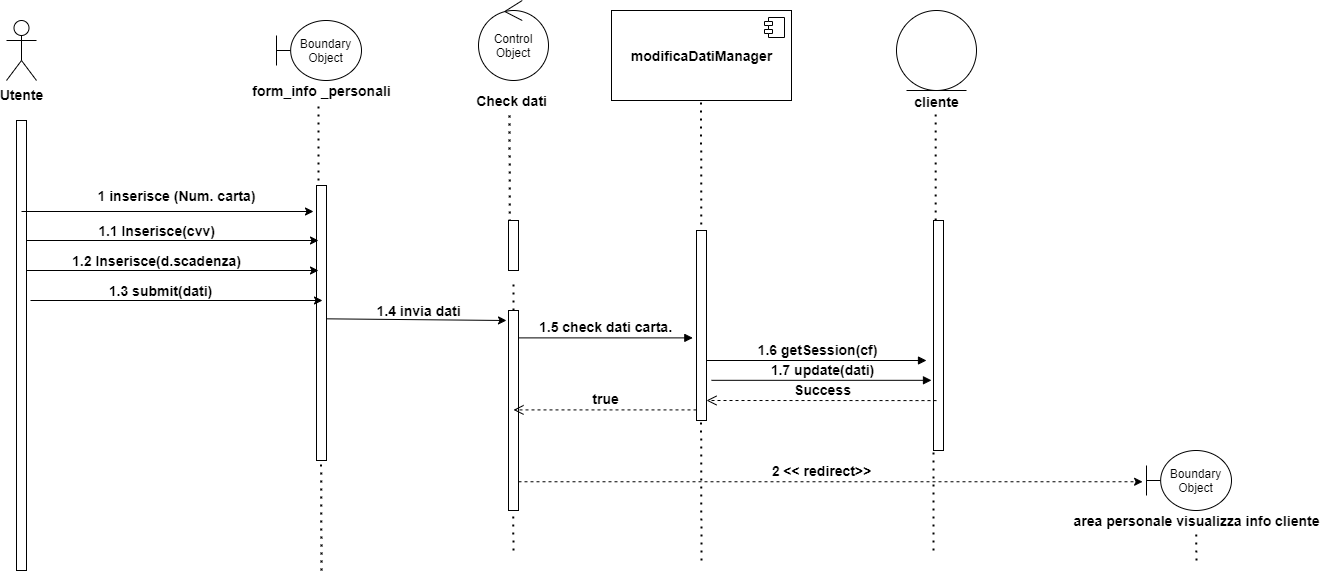 Boundary
Object
Control
Object
modificaDatiManager
Utente
form_info _personali
Check dati
cliente
1 inserisce (Num. carta)
1.1 Inserisce(cvv)
1.2 Inserisce(d.scadenza)
1.3 submit(dati)
1.4 invia dati
1.5 check dati carta.
1.6 getSession(cf)
1.7 update(dati)
Success
true
2 << redirect>>
Boundary
Object
area personale visualizza info cliente